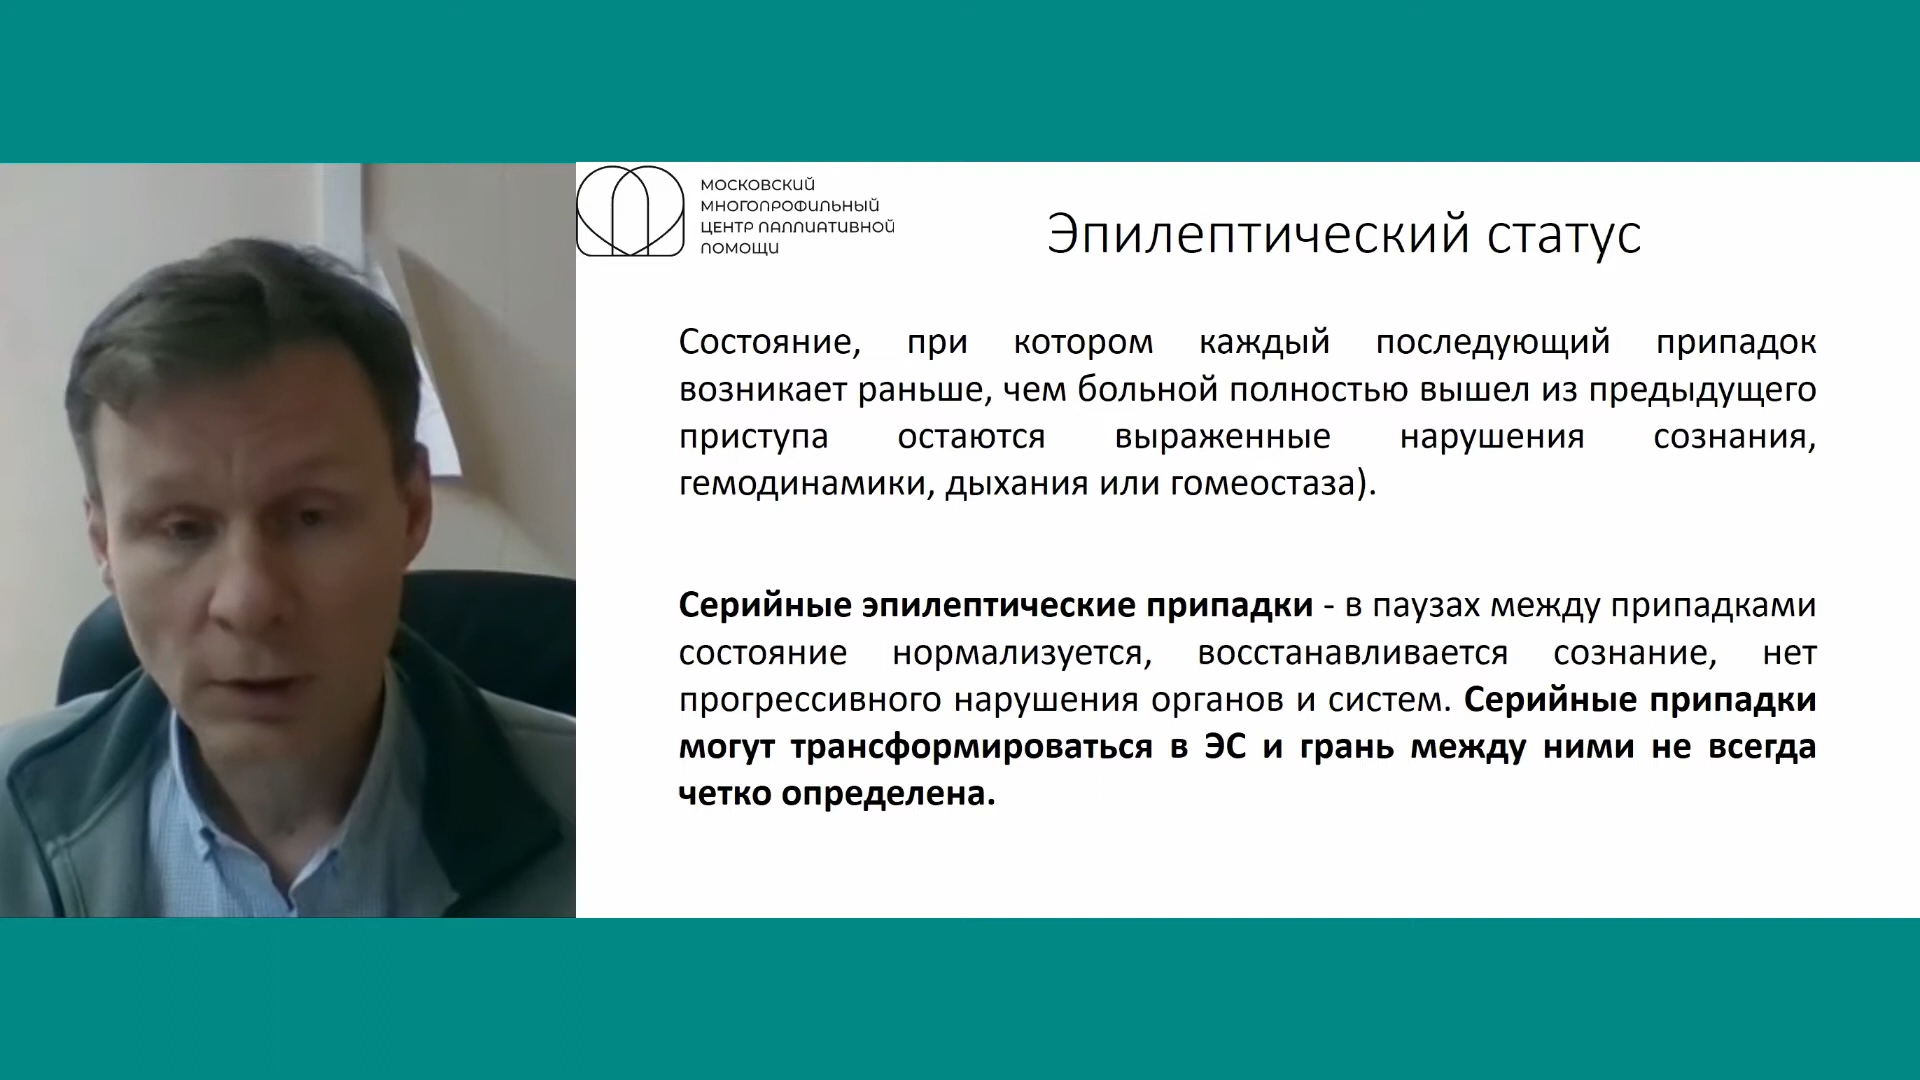 МОСКОВСКИЙ
МНОГОПРОФИЛЬНЫЙ
ЦЕНТР ПАЛЛИАТИВНОЙ
ПОМОЩИ
Эпилептический статус
Состояние, при котором каждый последующий припадок
возникает раньше, чем больной полностью вышел из предыдущего
приступа остаются выраженные нарушения сознания,
гемодинамики, дыхания или гомеостаза).
Серийные эпилептические припадки - в паузах между припадками
состояние нормализуется, восстанавливается сознание, нет
прогрессивного нарушения органов и систем. Серийные припадки
могут трансформироваться в ЭС и грань между ними не всегда
четко определена.